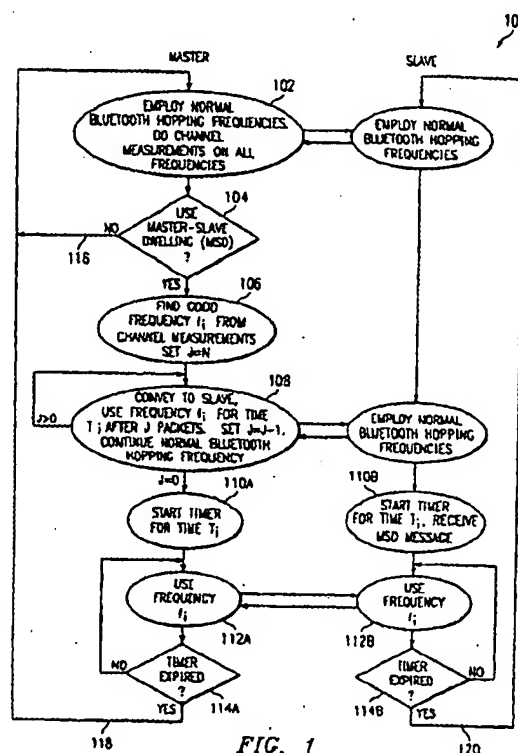 10
MASTER
SLAVE
102
EMPLOY NORMAL
BLUETOOTH HOPPING FREQUENCIES.
DO CHANNEL
MEASUREMENTS ON ALL
FREQUENCIES
EMPLOY NORMAL
BLUETOOTH HOPPING
FREQUENCIES
104
USE
MASTER-SLAVE
DWELLING (MSD)
?
NO
116
YES
106
FIND GOOD
FREQUENCY fi FROM
CHANNEL MEASUREMENTS
SET J=N
108
CONVEY TO SLAVE,
USE FREQUENCY fi FOR TIME
Ti AFTER J PACKETS. SET J=J-1,
CONTINUE NORMAL BLUETOOTH
HOPPING FREQUENCY
J>0
EMPLOY NORMAL
BLUETOOTH HOPPING
FREQUENCIES
J=0
110A
110B
START TIMER
FOR TIME Ti
START TIMER
FOR TIME Ti, RECEIVE
MSD MESSAGE
USE
FREQUENCY
fi
112A
USE
FREQUENCY
fi
112B
NO
TIMER
EXPIRED
?
114A
YES
TIMER
EXPIRED
?
NO
114B
YES
118
120
FIG. 1